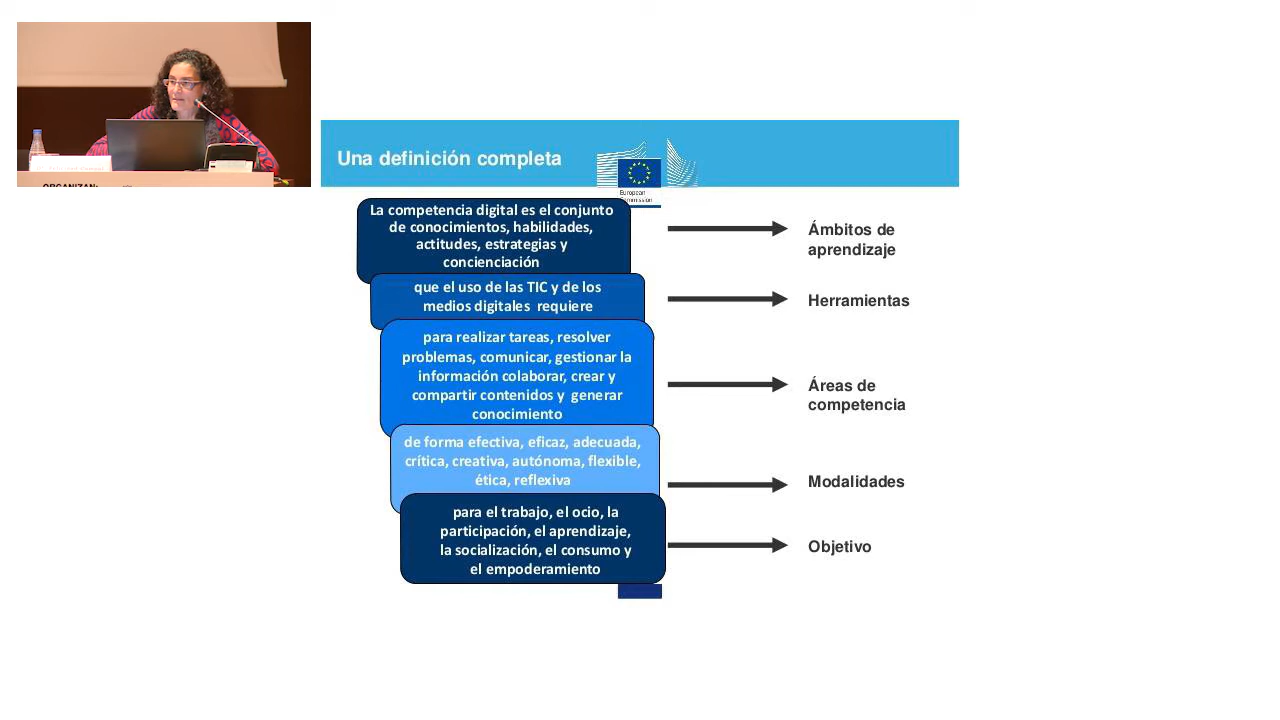 Una definición completa
European
La competencia digital es el conjunto
de conocimientos, habilidades,
actitudes, estrategias y
concienciación
Ámbitos de
aprendizaje
que el uso de las TIC y de los
medios digitales requiere
Herramientas
para realizar tareas, resolver
problemas, comunicar, gestionar la
información colaborar, crear y
compartir contenidos y generar
conocimiento
Áreas de
competencia
de forma efectiva, eficaz, adecuada,
crítica, creativa, autónoma, flexible,
ética, reflexiva
Modalidades
para el trabajo, el ocio, la
participación, el aprendizaje,
la socialización, el consumo y
el empoderamiento
Objetivo